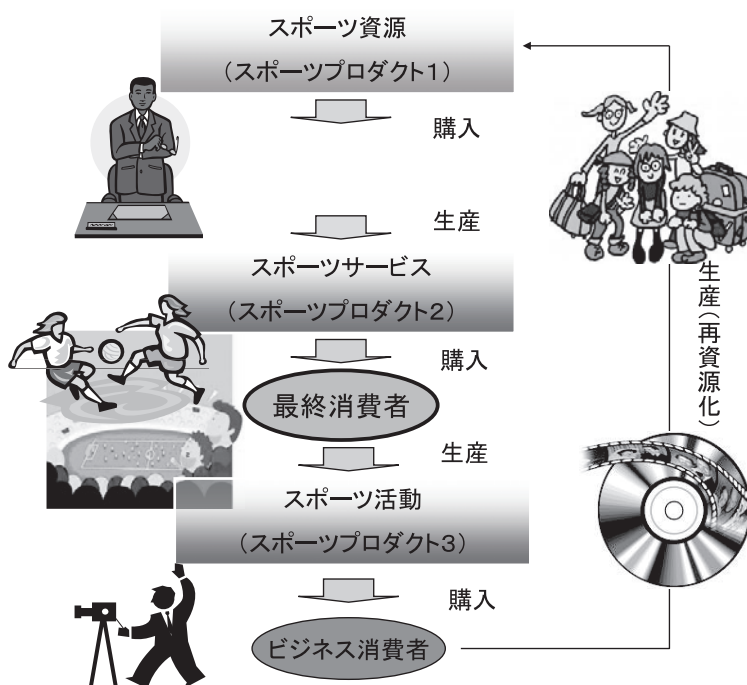 スポーツ資源
（スポーツプロダクト１）
購入
生産
スポーツサービス
（スポーツプロダクト２）
購入
最終消費者
生産
スポーツ活動
（スポーツプロダクト３）
購入
ビジネス消費者
生産（再資源化）